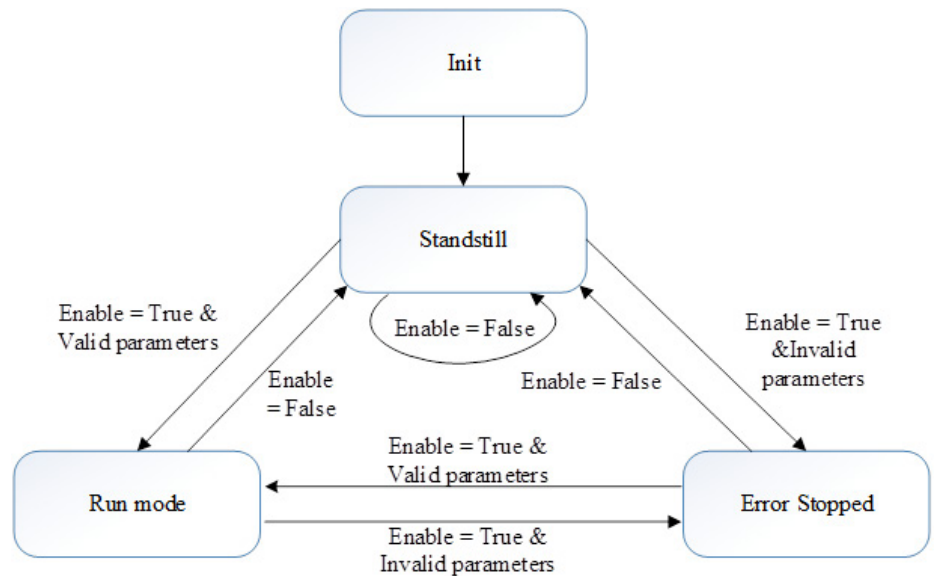 Init
Standstill
Enable = True &
Valid parameters
Enable = False
Enable = True
&Invalid
parameters
Enable
= False
Enable = False
Enable = True &
Valid parameters
Run mode
Error Stopped
Enable = True &
Invalid parameters